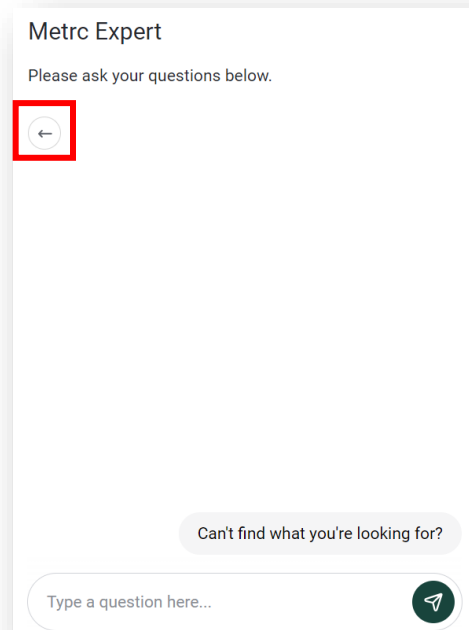 Metrc Expert
Please ask your questions below.
Can't find what you're looking for?
Type a question here...